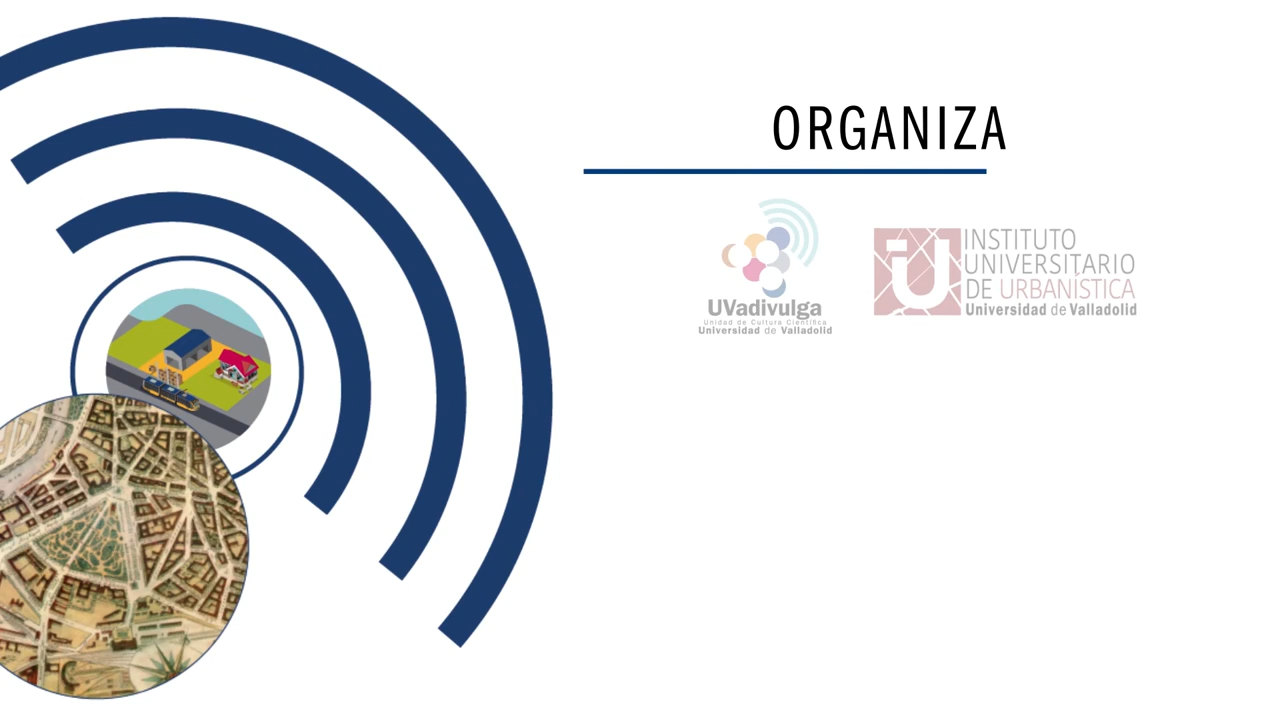 ORGANIZA
UVadivulga
Unidad de Cultura Científica
Universidad de Valladolid
INSTITUTO
UNIVERSITARIO
DE URBANÍSTICA
Universidad de Valladolid